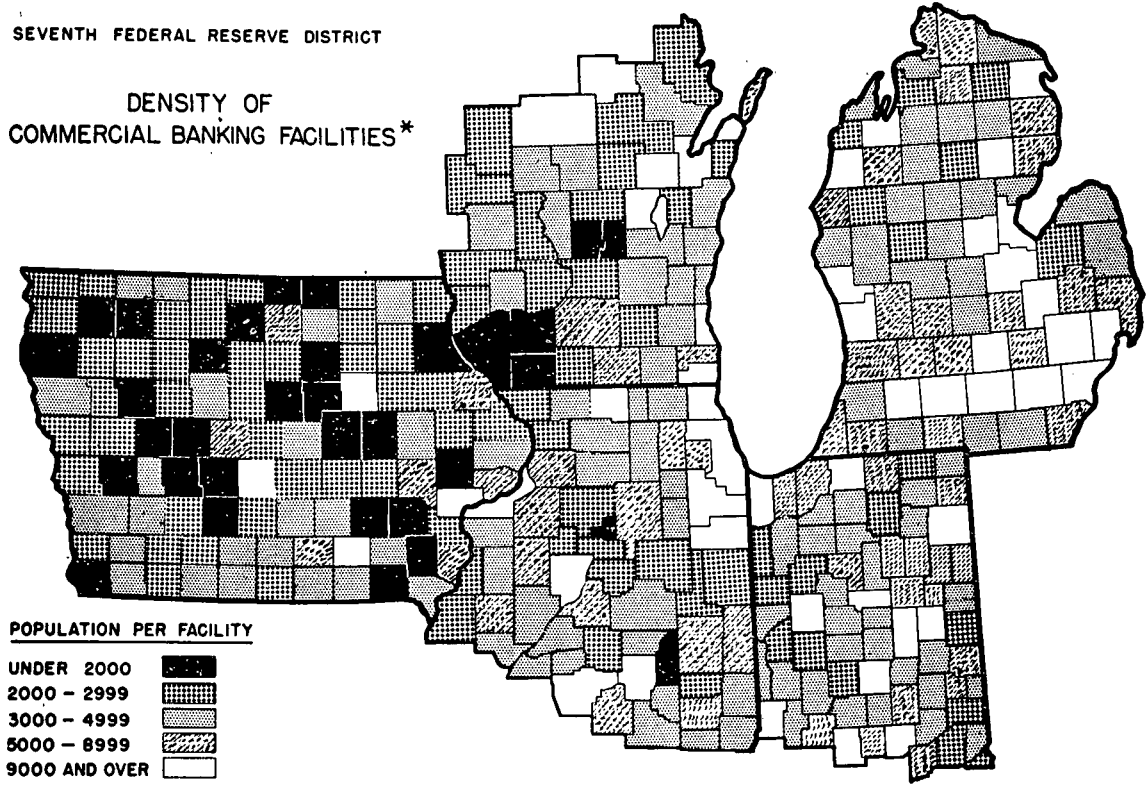 SEVENTH FEDERAL RESERVE DISTRICT
DENSITY OF
COMMERCIAL BANKING FACILITIES*
POPULATION PER FACILITY
UNDER 2000
2000 - 2999
3000 - 4999
5000 - 8999
9000 AND OVER